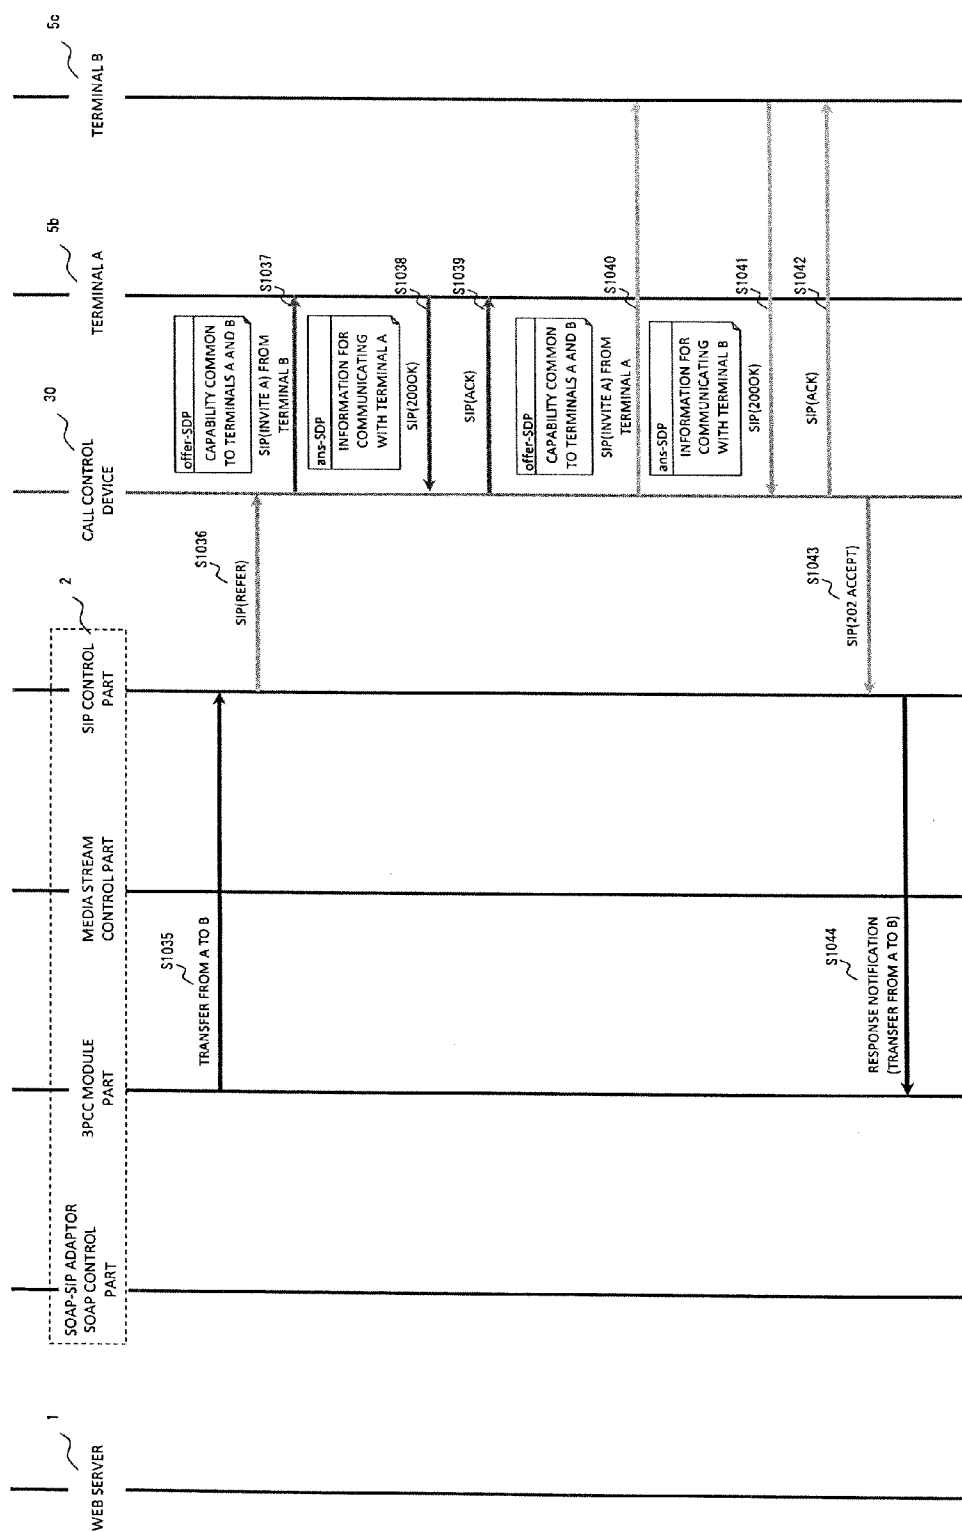 WEB SERVER
1
SOAP-SIP ADAPTOR
SOAP CONTROL
PART
3PCC MODULE
PART
MEDIA STREAM
CONTROL PART
SIP CONTROL
PART
2
CALL CONTROL
DEVICE
30
TERMINAL A
5b
TERMINAL B
5c
S1035
TRANSFER FROM A TO B
S1036
SIP(REFER)
offer-SDP
CAPABILITY COMMON
TO TERMINALS A AND B
SIP(INVITE A) FROM
TERMINAL B
S1037
ans-SDP
INFORMATION FOR
COMMUNICATING
WITH TERMINAL A
SIP(200OK)
S1038
SIP(ACK)
S1039
offer-SDP
CAPABILITY COMMON
TO TERMINALS A AND B
SIP(INVITE A) FROM
TERMINAL A
S1040
ans-SDP
INFORMATION FOR
COMMUNICATING
WITH TERMINAL B
SIP(200OK)
S1041
SIP(ACK)
S1042
S1043
SIP(202 ACCEPT)
S1044
RESPONSE NOTIFICATION
(TRANSFER FROM A TO B)